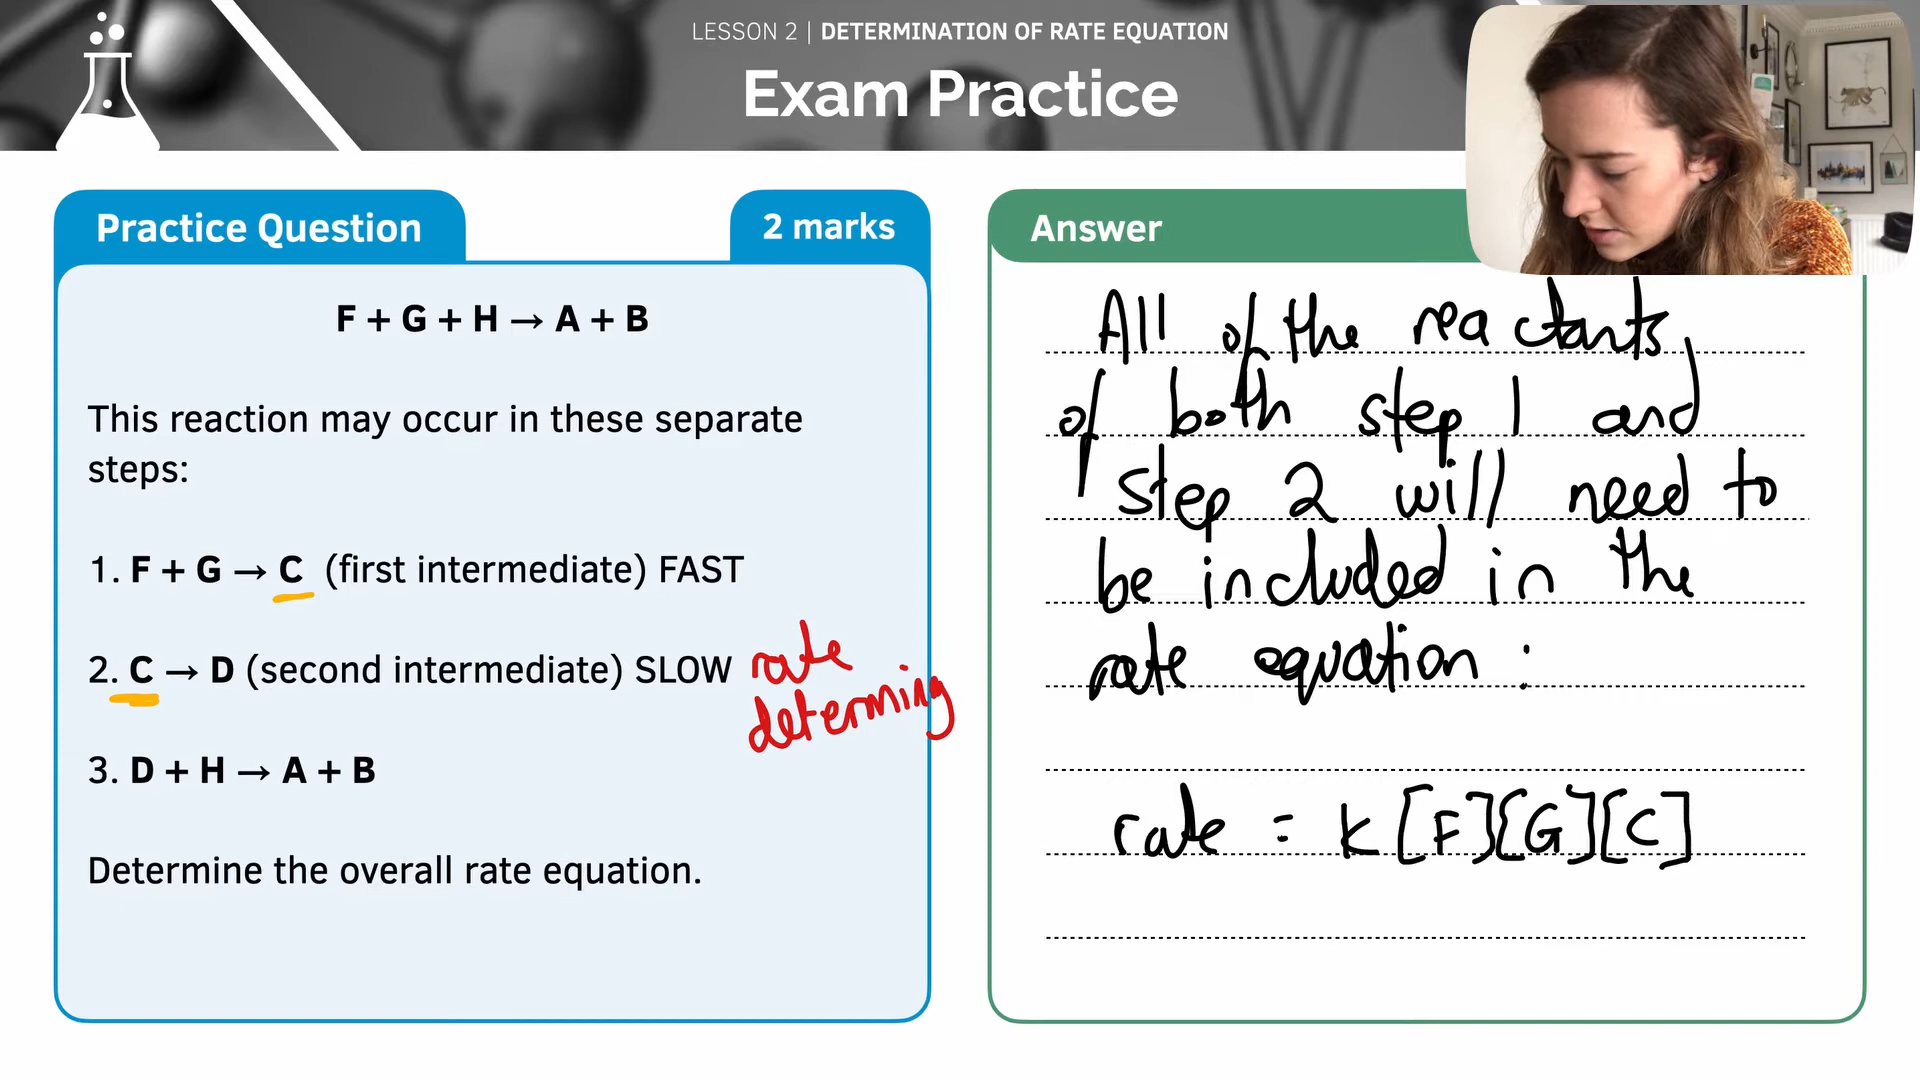 LESSON 2 | DETERMINATION OF RATE EQUATION
Exam Practice
Practice Question
2 marks
F + G + H → A + B
This reaction may occur in these separate
steps:
1. F + G → C (first intermediate) FAST
2. C → D (second intermediate) SLOW
rate
determing
3. D + H → A + B
Determine the overall rate equation.
Answer
All of the reactants
of both step 1 and
step 2 will need to
be included in the
rate equation :
rate = K [F][G][C]